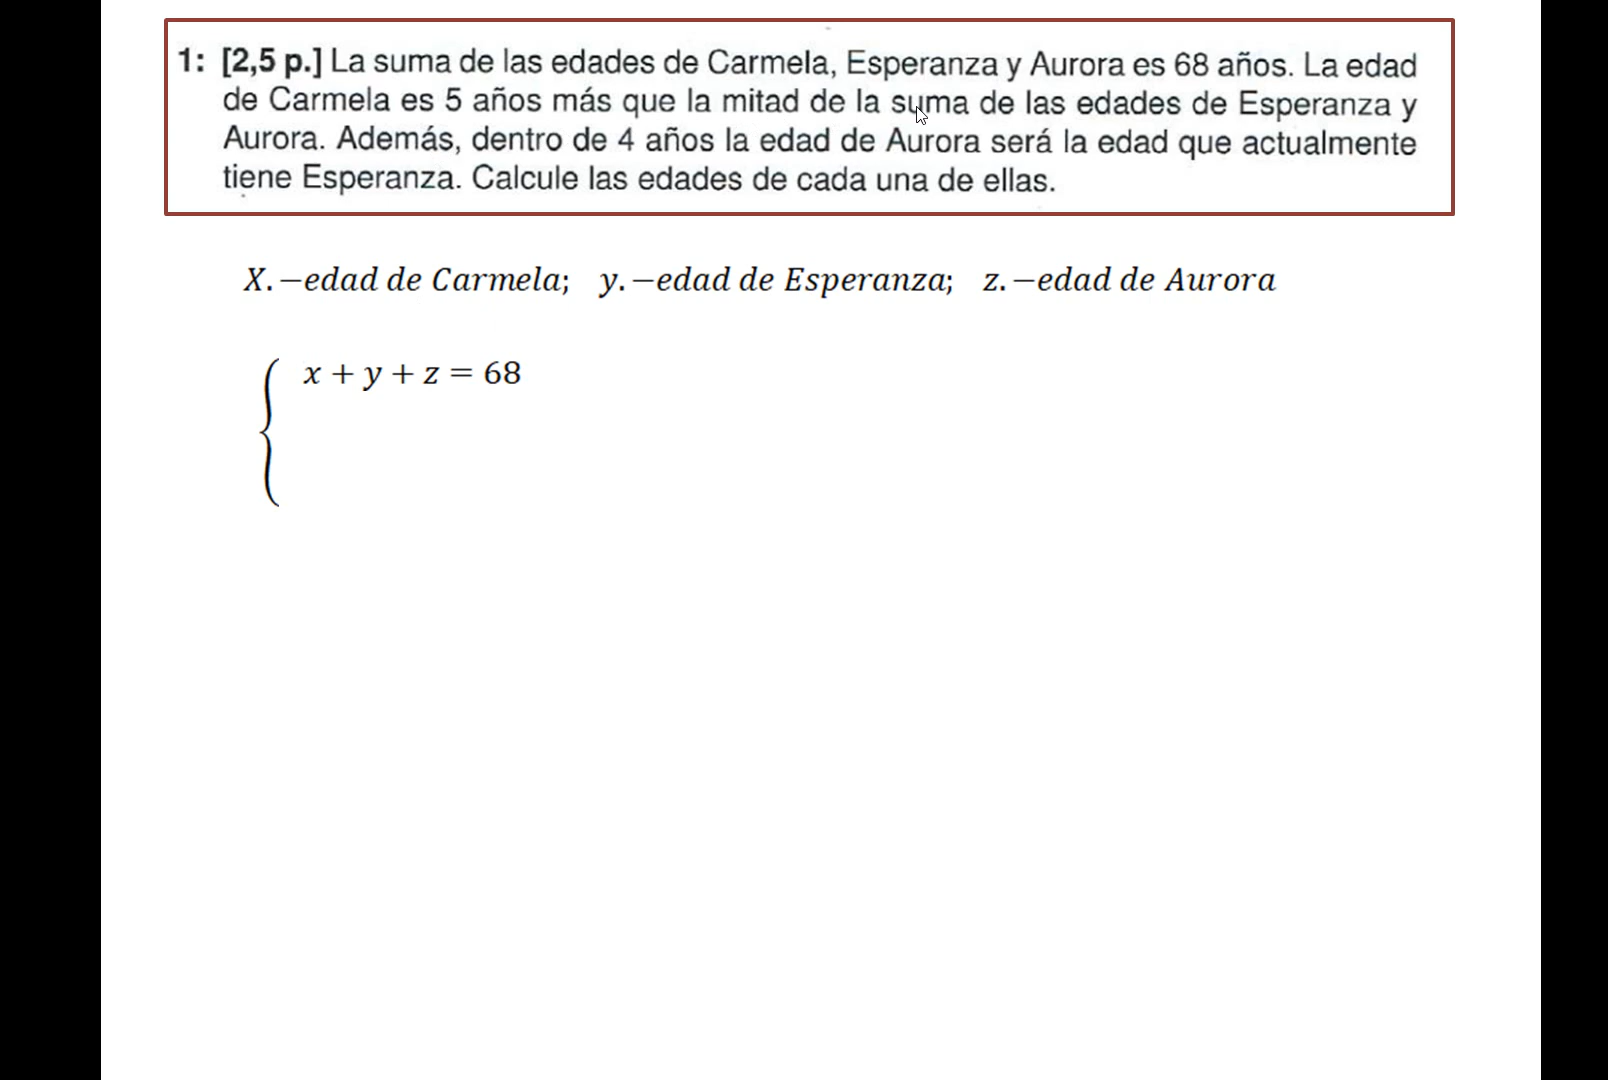 1: [2,5 p.] La suma de las edades de Carmela, Esperanza y Aurora es 68 años. La edad
de Carmela es 5 años más que la mitad de la suma de las edades de Esperanza y
Aurora. Además, dentro de 4 años la edad de Aurora será la edad que actualmente
tiene Esperanza. Calcule las edades de cada una de ellas.
X.−edad de Carmela; y.−edad de Esperanza; z.−edad de Aurora
x + y + z = 68